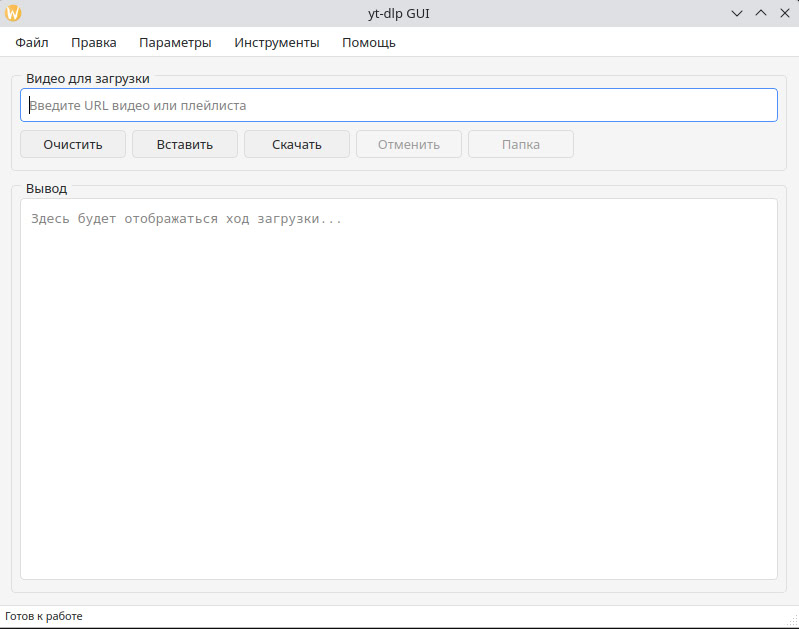 yt-dlp GUI
Файл Правка Параметры Инструменты Помощь
Видео для загрузки
Введите URL видео или плейлиста
Очистить Вставить Скачать Отменить Папка
Вывод
Здесь будет отображаться ход загрузки...
Готов к работе